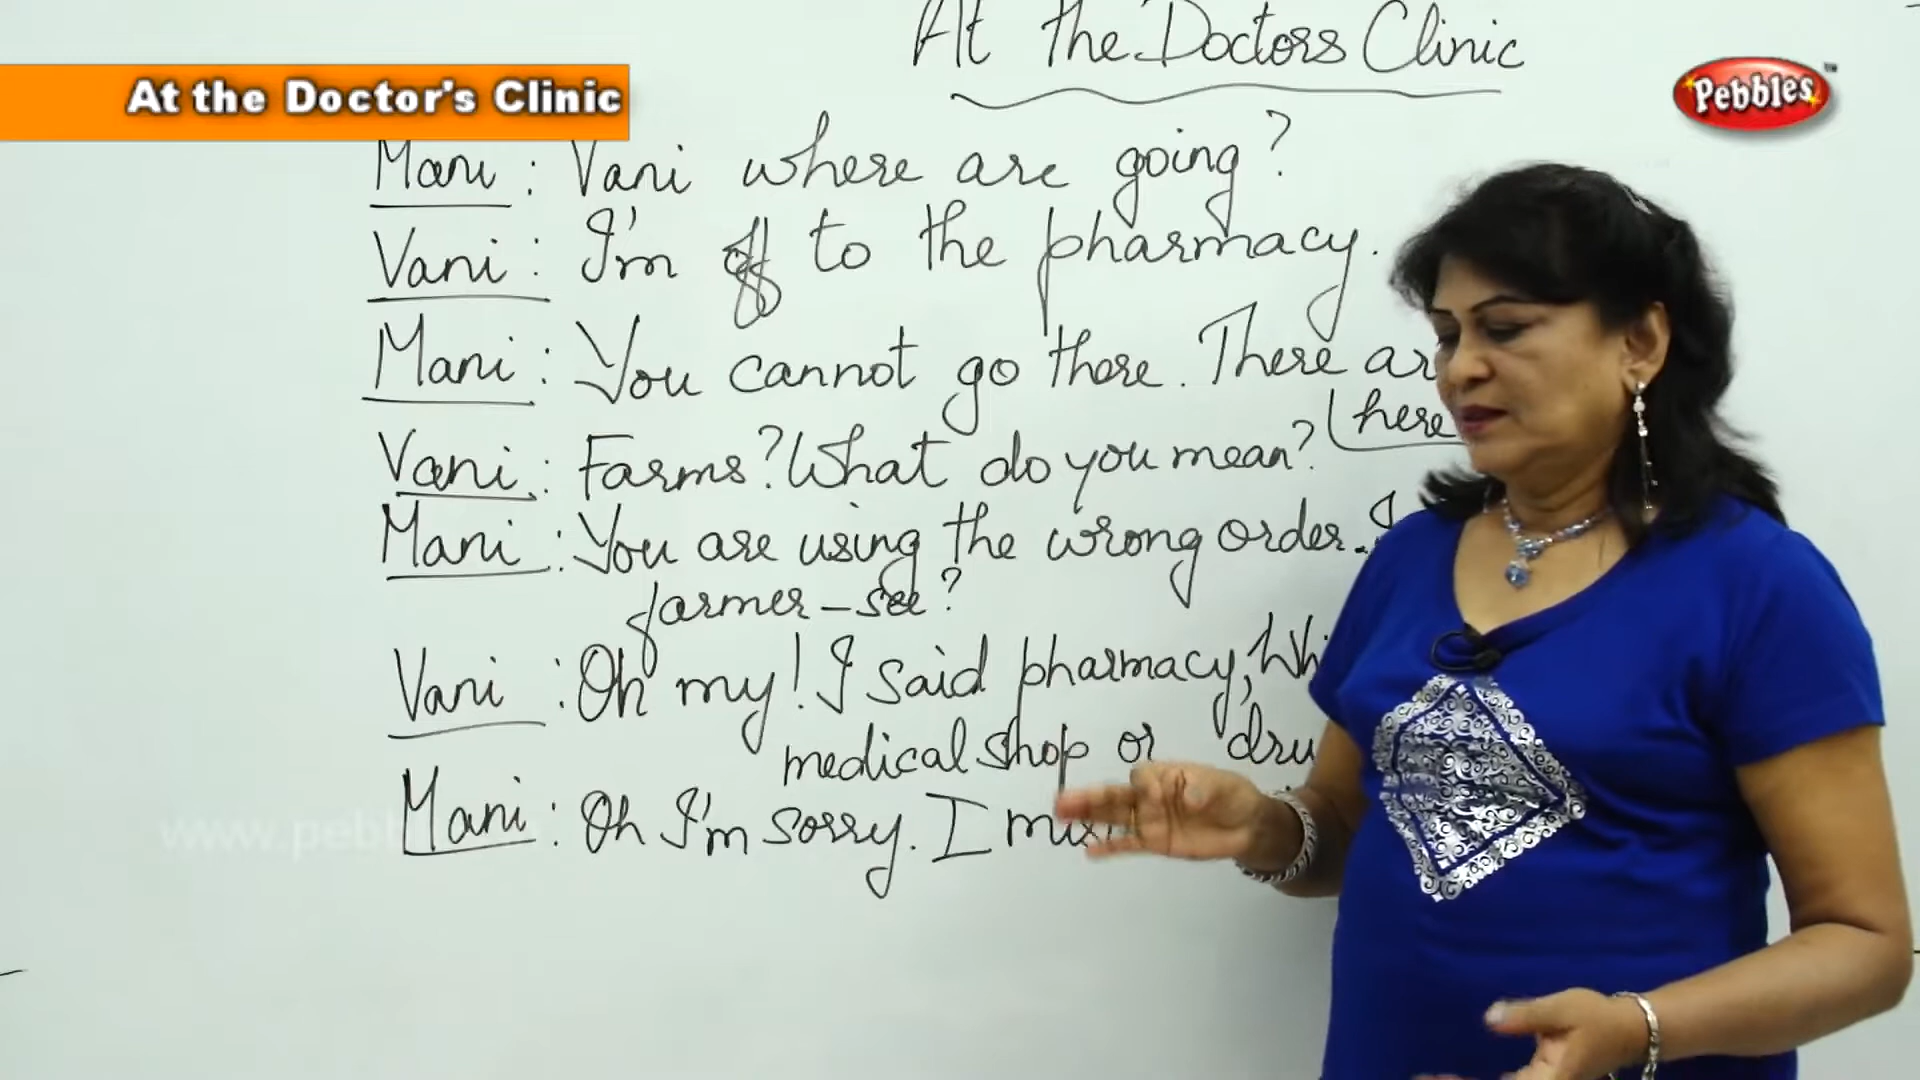 At the Doctors Clinic
At the Doctor's Clinic
Pebbles
Mani : Vani where are going?
Vani : I'm off to the pharmacy.
Mani : You cannot go there. There
here
Vani : Farms? What do you mean?
Mani : You are using the wrong order. I
farmer-see?
Vani : Oh my! I said pharmacy,
medical shop or
Mani : Oh I'm sorry. I